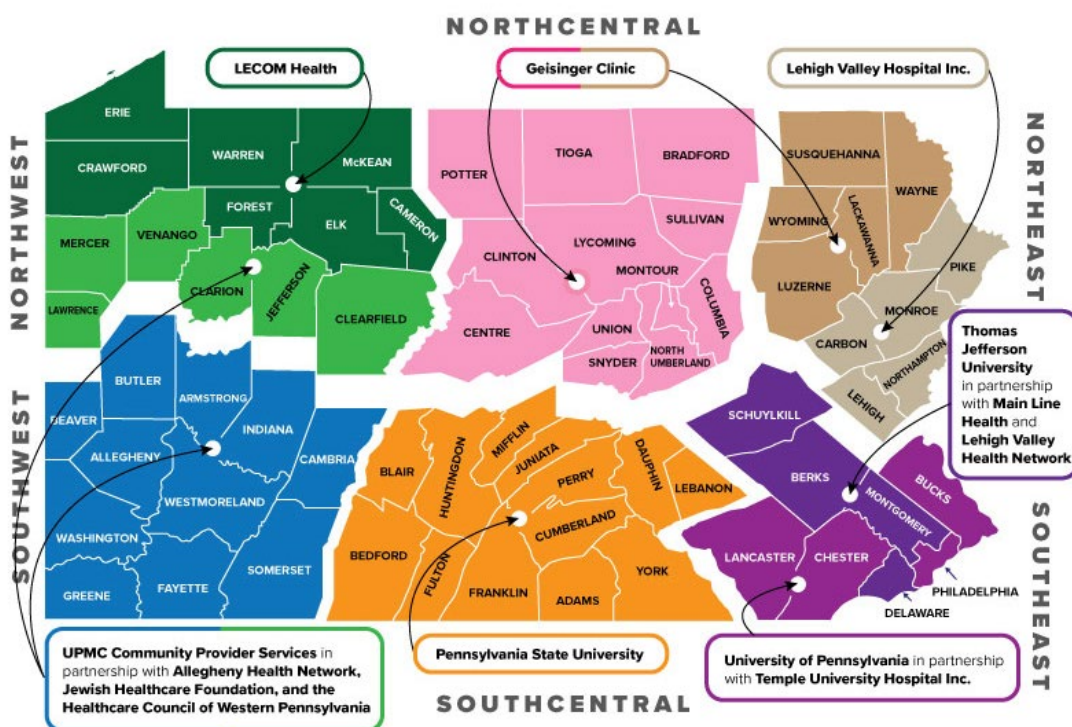 NORTHCENTRAL
LECOM Health
Geisinger Clinic
Lehigh Valley Hospital Inc.
NORTHWEST
NORTHEAST
ERIE
CRAWFORD
WARREN
McKEAN
FOREST
ELK
CAMERON
MERCER
VENANGO
LAWRENCE
CLARION
JEFFERSON
CLEARFIELD
POTTER
TIOGA
BRADFORD
SULLIVAN
LYCOMING
CLINTON
MONTOUR
COLUMBIA
CENTRE
UNION
SNYDER
NORTH
UMBERLAND
SUSQUEHANNA
WAYNE
WYOMING
LACKAWANNA
LUZERNE
PIKE
MONROE
CARBON
NORTHAMPTON
LEHIGH
Thomas
Jefferson
University
in partnership
with Main Line
Health and
Lehigh Valley
Health Network
SOUTHWEST
SOUTHEAST
BUTLER
ARMSTRONG
BEAVER
INDIANA
ALLEGHENY
CAMBRIA
WESTMORELAND
WASHINGTON
SOMERSET
GREENE
FAYETTE
BLAIR
HUNTINGDON
MIFFLIN
JUNIATA
PERRY
DAUPHIN
LEBANON
CUMBERLAND
BEDFORD
FULTON
FRANKLIN
ADAMS
YORK
SCHUYLKILL
BERKS
MONTGOMERY
BUCKS
LANCASTER
CHESTER
PHILADELPHIA
DELAWARE
UPMC Community Provider Services in
partnership with Allegheny Health Network,
Jewish Healthcare Foundation, and the
Healthcare Council of Western Pennsylvania
Pennsylvania State University
University of Pennsylvania in partnership
with Temple University Hospital Inc.
SOUTHCENTRAL